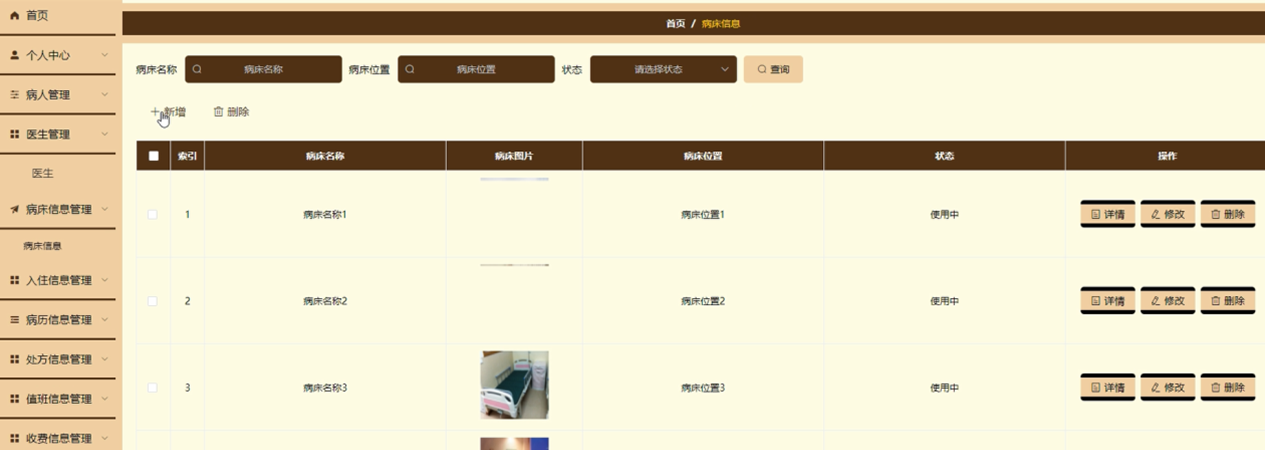 首页
个人中心
病人管理
医生管理
医生
病床信息管理
病床信息
入住信息管理
病历信息管理
处方信息管理
值班信息管理
收费信息管理
首页 / 病床信息
病床名称 病床名称 病床位置 病床位置 状态 请选择状态 查询
新增 删除
索引 病床名称 病床图片 病床位置 状态 操作
1 病床名称1 病床位置1 使用中 详情 修改 删除
2 病床名称2 病床位置2 使用中 详情 修改 删除
3 病床名称3 病床位置3 使用中 详情 修改 删除